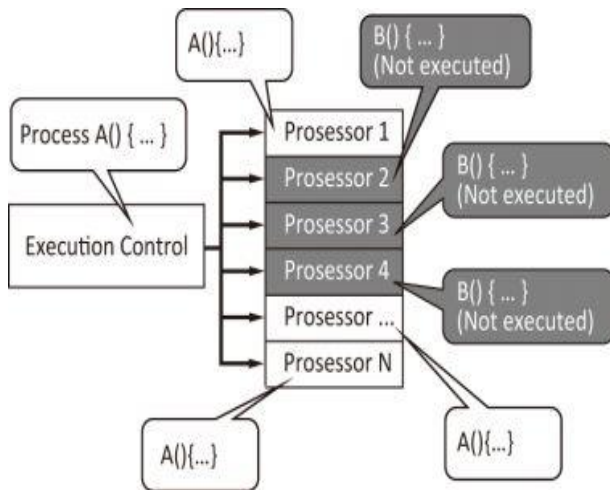 A(){...}
B() { ... }
(Not executed)
Process A() { ... }
Prosessor 1
Prosessor 2
B() { ... }
(Not executed)
Prosessor 3
Execution Control
Prosessor 4
B() { ... }
(Not executed)
Prosessor ...
Prosessor N
A(){...}
A(){...}